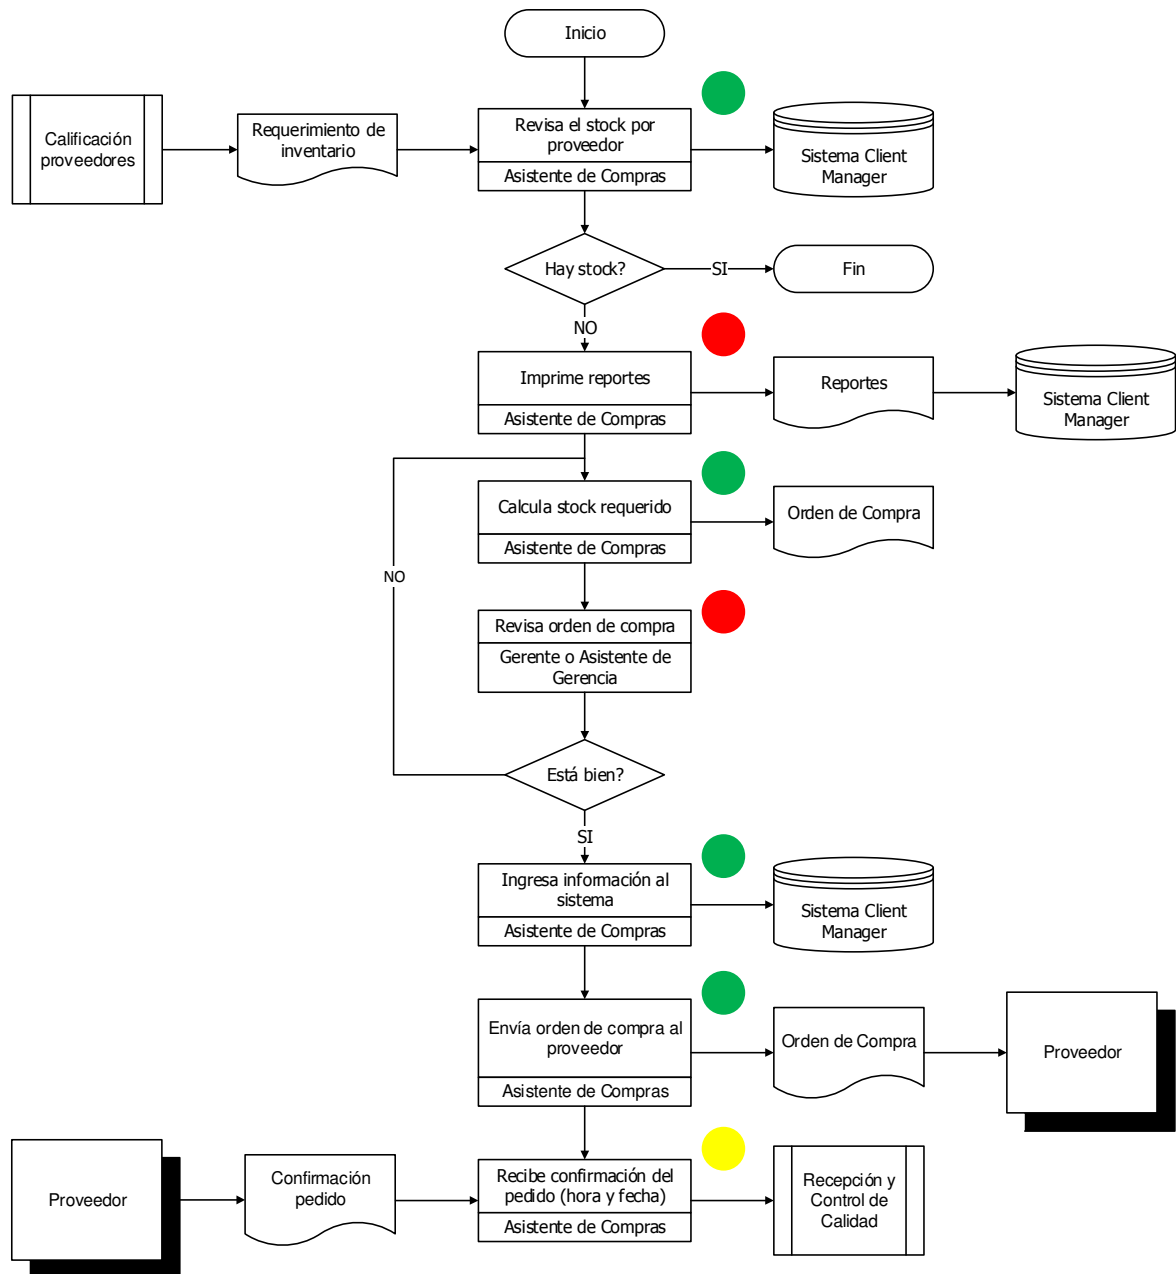 Inicio
Calificación
proveedores
Requerimiento de
inventario
Revisa el stock por
proveedor
Asistente de Compras
Sistema Client
Manager
Hay stock?
SI
Fin
NO
Imprime reportes
Asistente de Compras
Reportes
Sistema Client
Manager
Calcula stock requerido
Asistente de Compras
Orden de Compra
NO
Revisa orden de compra
Gerente o Asistente de
Gerencia
Está bien?
SI
Ingresa información al
sistema
Asistente de Compras
Sistema Client
Manager
Envía orden de compra al
proveedor
Asistente de Compras
Orden de Compra
Proveedor
Proveedor
Confirmación
pedido
Recibe confirmación del
pedido (hora y fecha)
Asistente de Compras
Recepción y
Control de
Calidad